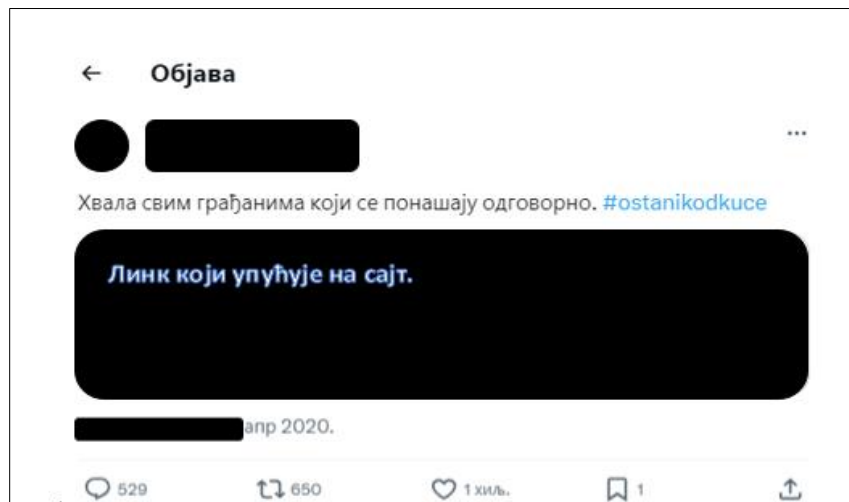 Објава
Хвала свим грађанима који се понашају одговорно. #ostanikodkuce
Линк који упућује на сајт.
апр 2020.
529 650 1 хиљ. 1